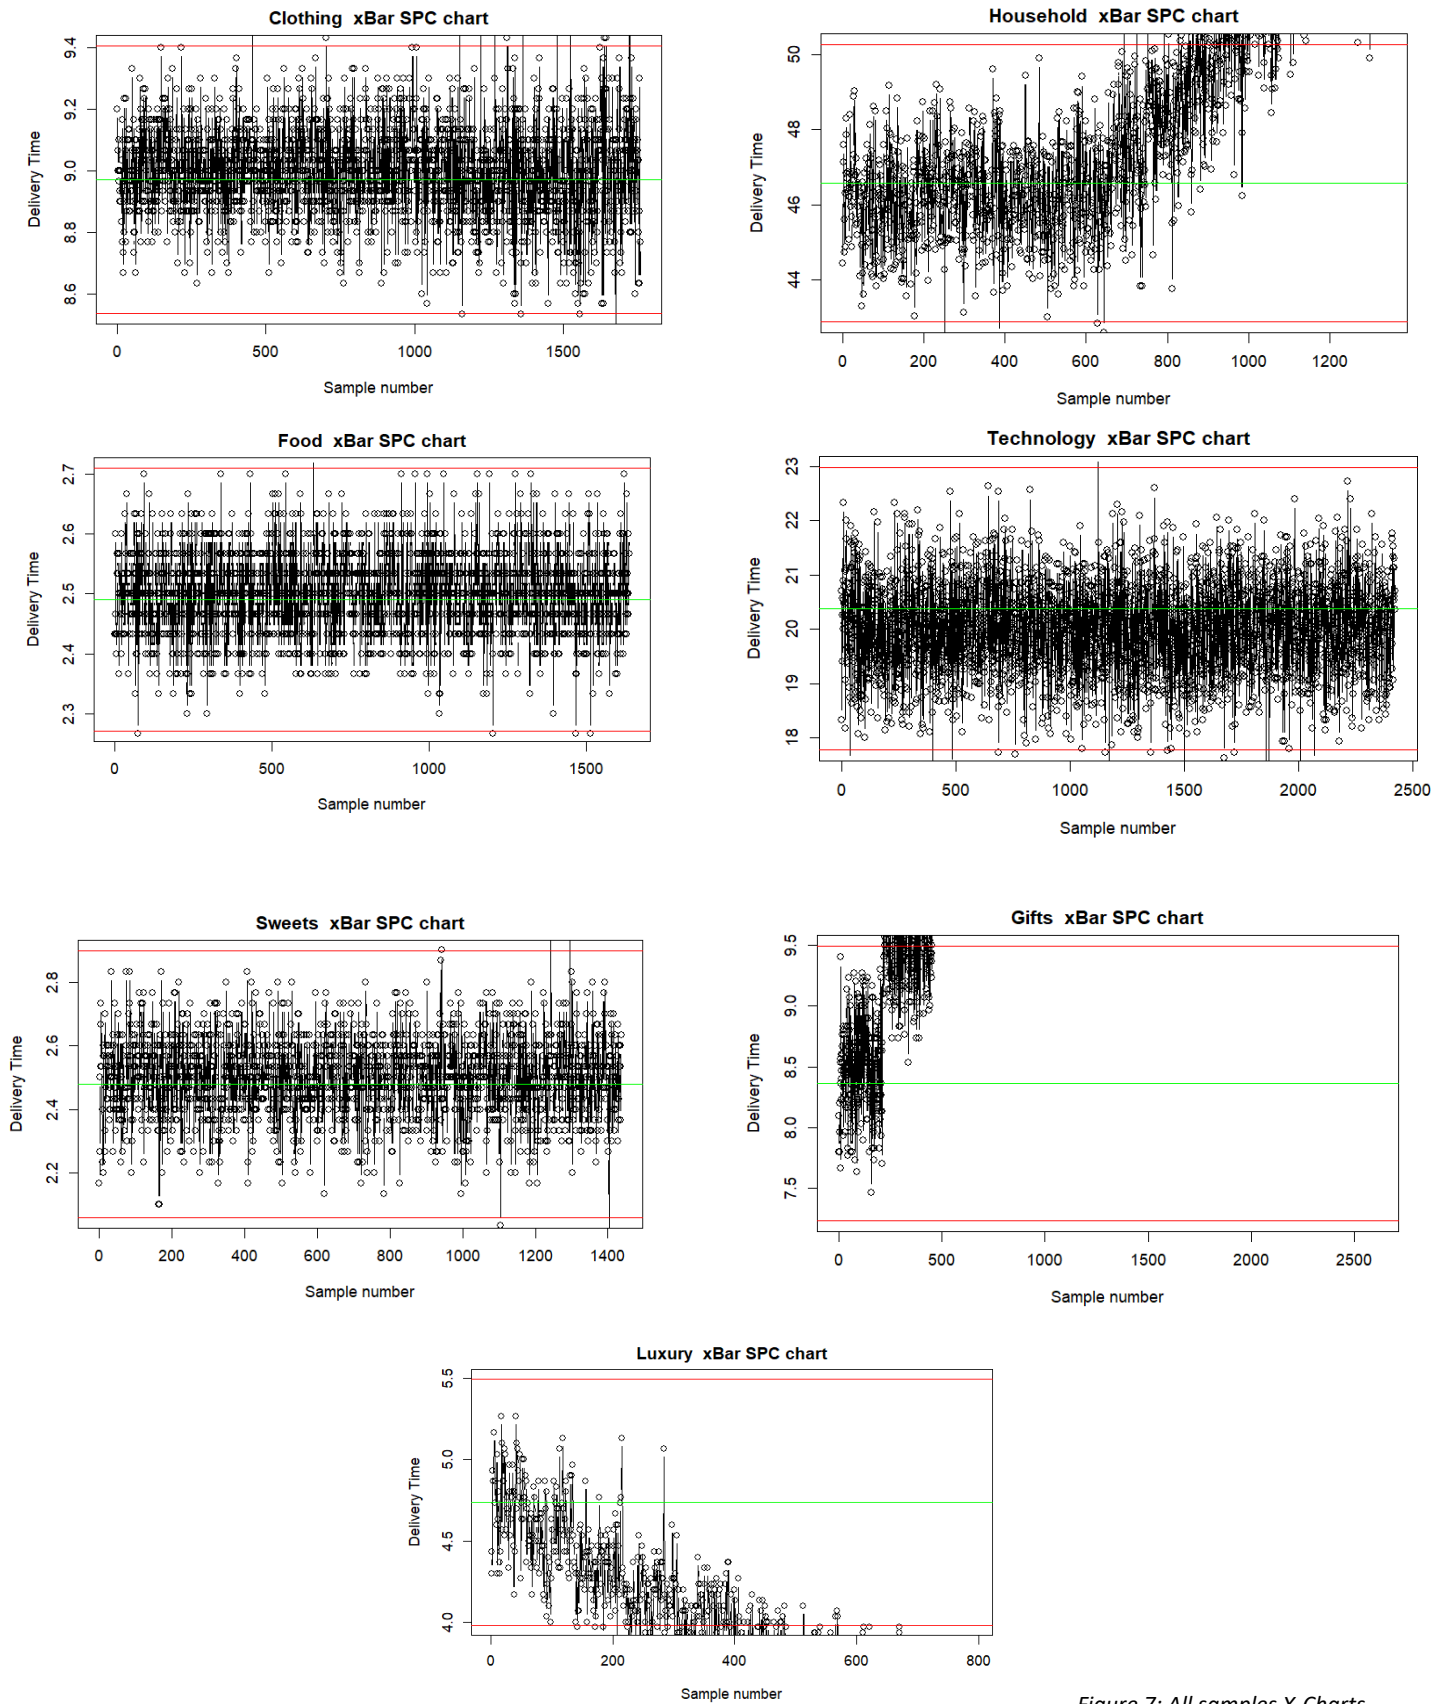 Clothing xBar SPC chart
Delivery Time
9.4
9.2
9.0
8.8
8.6
0 500 1000 1500
Sample number
Household xBar SPC chart
Delivery Time
50
48
46
44
0 200 400 600 800 1000 1200
Sample number
Food xBar SPC chart
Delivery Time
2.7
2.6
2.5
2.4
2.3
0 500 1000 1500
Sample number
Technology xBar SPC chart
Delivery Time
23
22
21
20
19
18
0 500 1000 1500 2000 2500
Sample number
Sweets xBar SPC chart
Delivery Time
2.8
2.6
2.4
2.2
0 200 400 600 800 1000 1200 1400
Sample number
Gifts xBar SPC chart
Delivery Time
9.5
9.0
8.5
8.0
7.5
0 500 1000 1500 2000 2500
Sample number
Luxury xBar SPC chart
Delivery Time
5.5
5.0
4.5
4.0
0 200 400 600 800
Sample number
Figure 7: All samples X-Charts